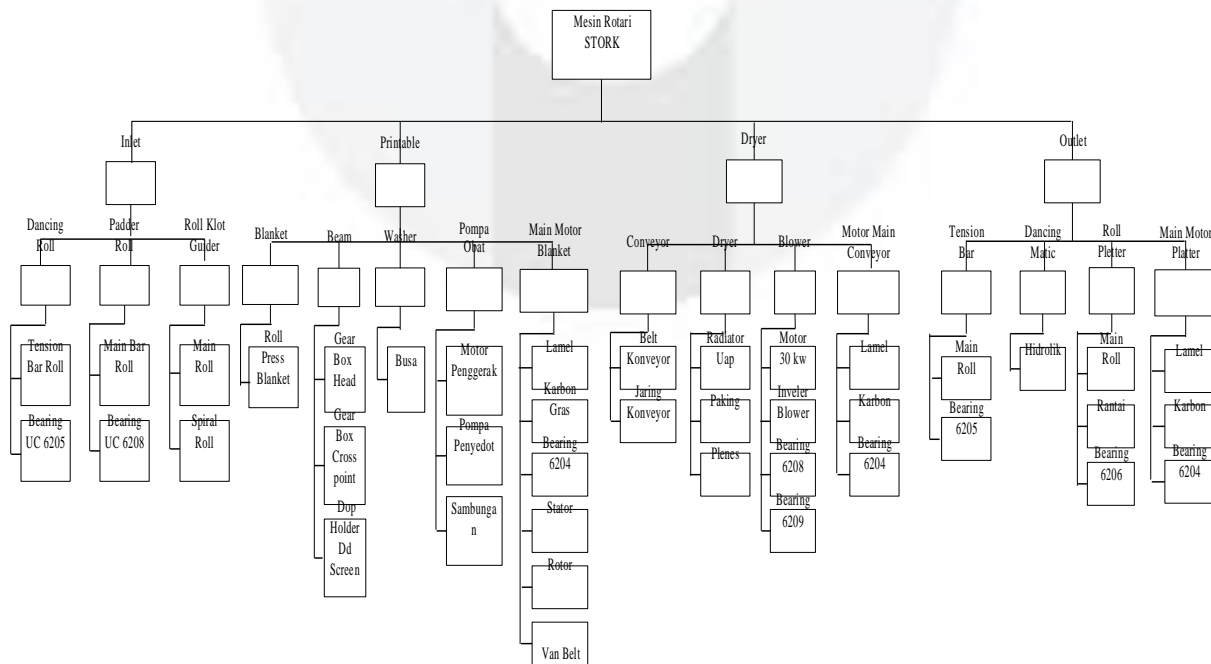 Mesin Rotari
STORK
Inlet
Printable
Dryer
Outlet
Dancing
Roll
Padder
Roll
Roll Klot
Guider
Blanket
Beam
Washer
Pompa
Obat
Main Motor
Blanket
Conveyor
Dryer
Blower
Motor Main
Conveyor
Tension
Bar
Dancing
Matic
Roll
Pletter
Main Motor
Platter
Tension
Bar Roll
Bearing
UC 6205
Main Bar
Roll
Bearing
UC 6208
Main
Roll
Spiral
Roll
Roll
Press
Blanket
Gear
Box
Head
Gear
Box
Cross
point
Dop
Holder
Dd
Screen
Busa
Motor
Penggerak
Pompa
Penyedot
Sambunga
n
Lamel
Karbon
Gras
Bearing
6204
Stator
Rotor
Van Belt
Belt
Konveyor
Jaring
Konveyor
Radiator
Uap
Paking
Plenes
Motor
30 kw
Inveler
Blower
Bearing
6208
Bearing
6209
Lamel
Karbon
Bearing
6204
Main
Roll
Bearing
6205
Hidrolik
Main
Roll
Rantai
Bearing
6206
Lamel
Karbon
Bearing
6204